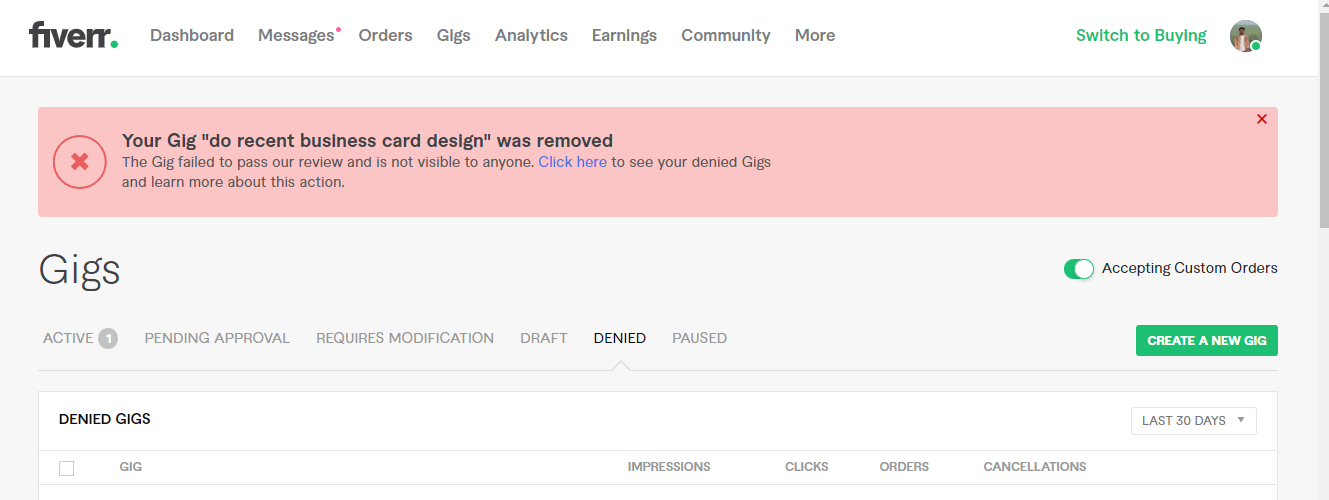 fiverr. Dashboard Messages Orders Gigs Analytics Earnings Community More Switch to Buying
Your Gig "do recent business card design" was removed
The Gig failed to pass our review and is not visible to anyone. Click here to see your denied Gigs
and learn more about this action.
Gigs
Accepting Custom Orders
ACTIVE 1 PENDING APPROVAL REQUIRES MODIFICATION DRAFT DENIED PAUSED CREATE A NEW GIG
DENIED GIGS LAST 30 DAYS
GIG IMPRESSIONS CLICKS ORDERS CANCELLATIONS